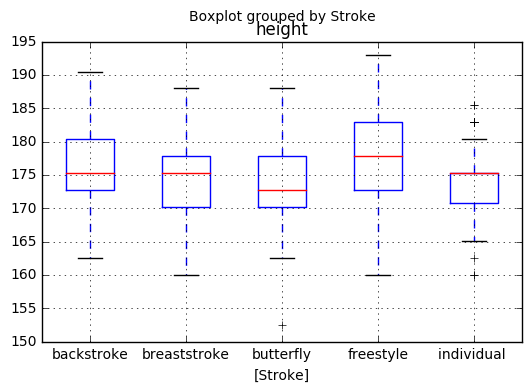 Boxplot grouped by Stroke
height
195
190
185
180
175
170
165
160
155
150
backstroke breaststroke butterfly freestyle individual
[Stroke]